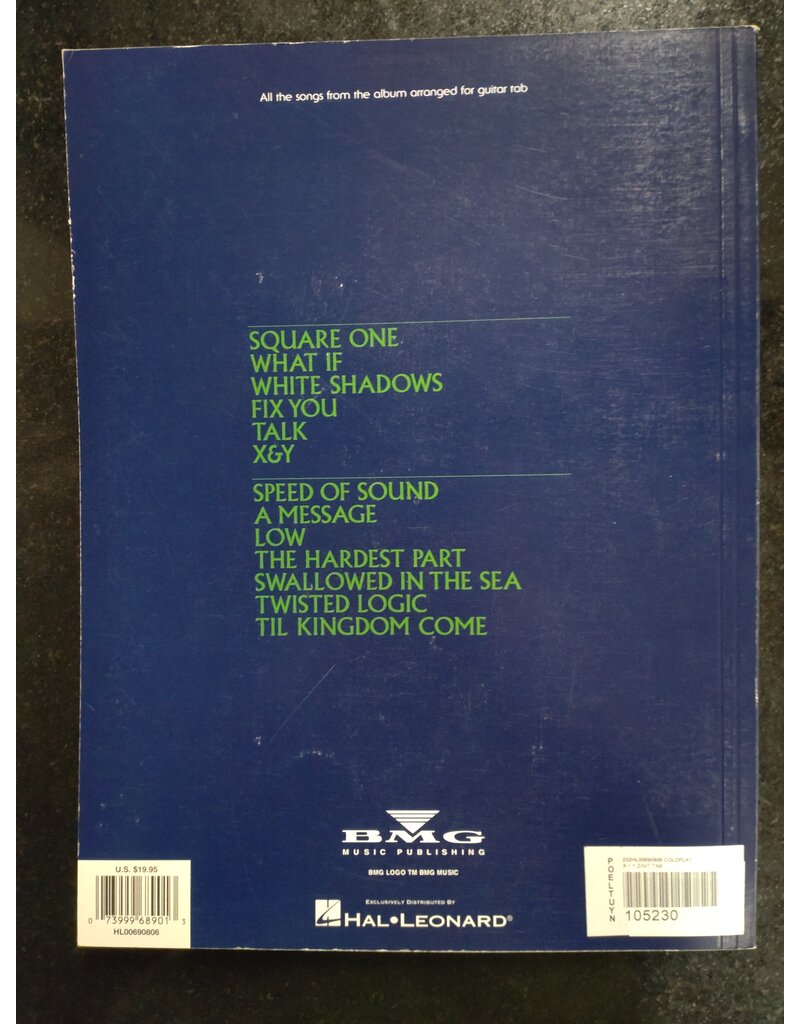 All the songs from the album arranged for guitar tab
SQUARE ONE
WHAT IF
WHITE SHADOWS
FIX YOU
TALK
X&Y
SPEED OF SOUND
A MESSAGE
LOW
THE HARDEST PART
SWALLOWED IN THE SEA
TWISTED LOGIC
TIL KINGDOM COME
BMG
MUSIC PUBLISHING
BMG LOGO TM BMG MUSIC
EXCLUSIVELY DISTRIBUTED BY
HAL•LEONARD®
U.S. $19.95
0 73999 68901 3
HL00690806
POELTUYN
COLDPLAY
105230